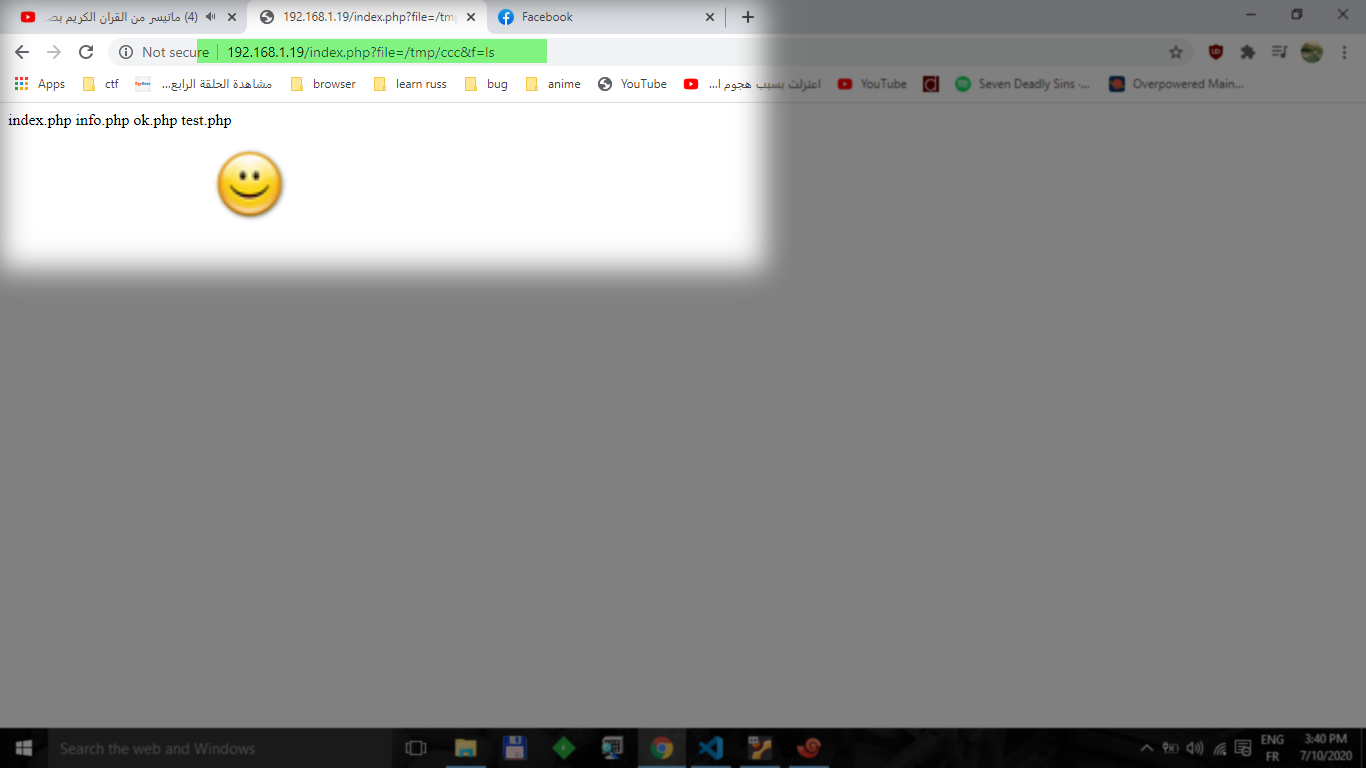 (4) ماتيسر من القران الكريم بصـ
192.168.1.19/index.php?file=/tmp
Facebook
Not secure
192.168.1.19/index.php?file=/tmp/ccc&f=ls
Apps
ctf
مشاهدة الحلقة الرابع...
browser
learn russ
bug
anime
YouTube
اعتزلت بسبب هجوم ا...
YouTube
Seven Deadly Sins -...
Overpowered Main...
index.php info.php ok.php test.php
Search the web and Windows
ENG
FR
3:40 PM
7/10/2020